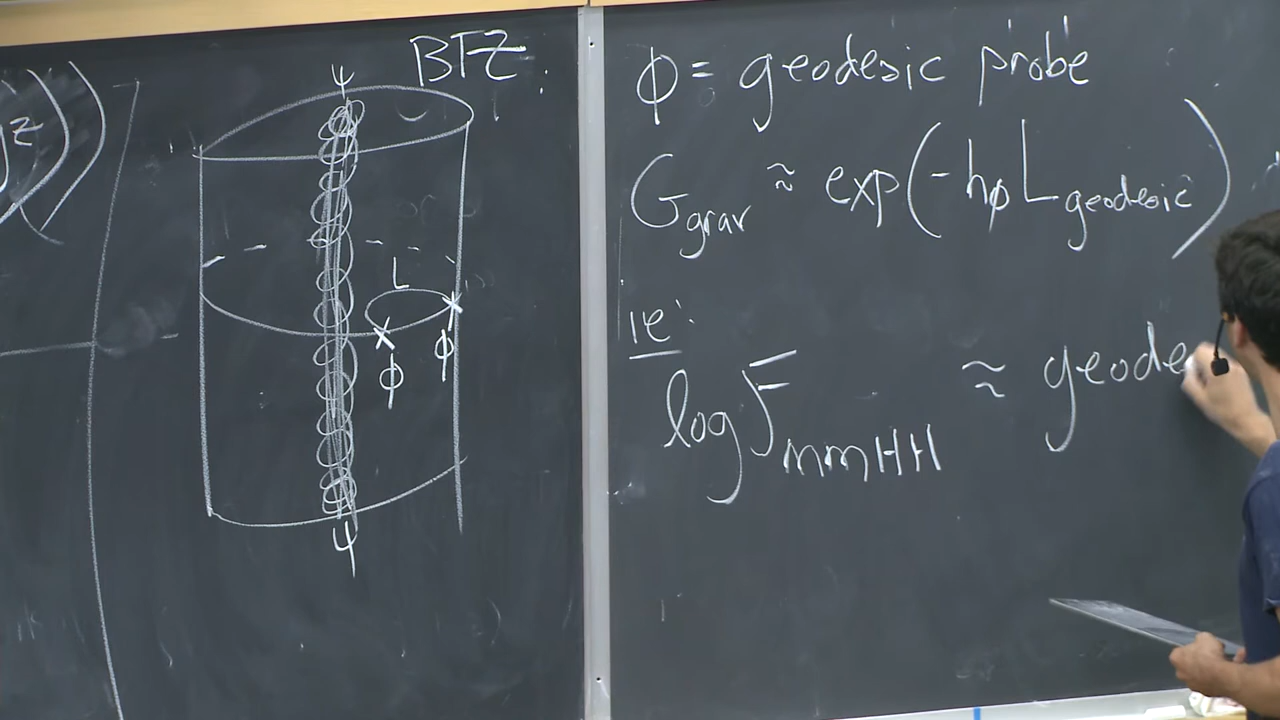 z
BTZ
ψ
L
ϕ ϕ
ψ
ϕ = geodesic probe
G_grav ≈ exp(-h_ϕ L_geodesic)
ie:
log F_mmHH ≈ geode